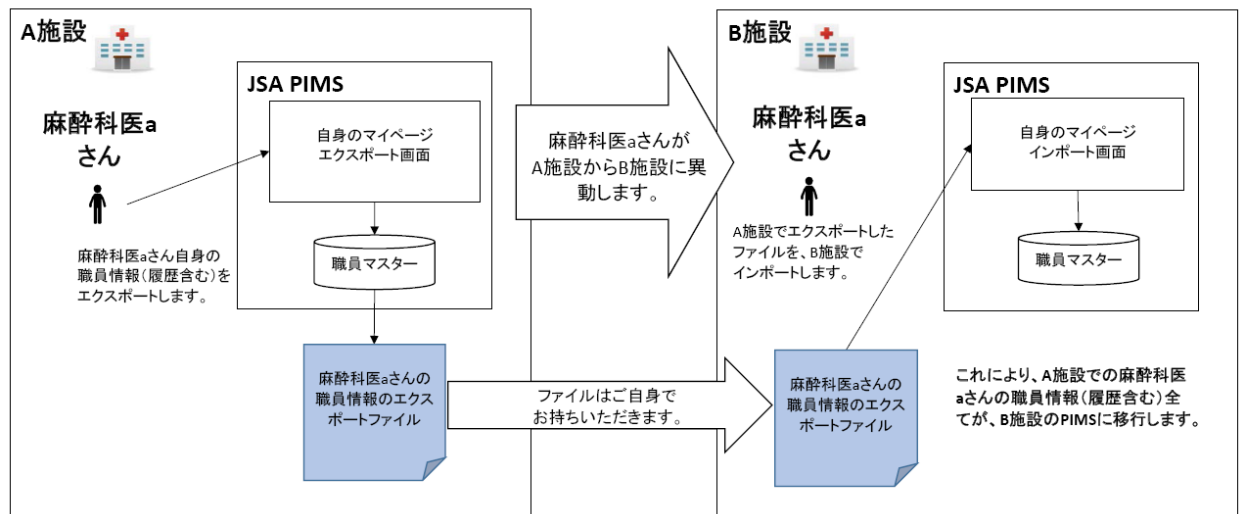 A施設
JSA PIMS
麻酔科医a
さん
自身のマイページ
エクスポート画面
職員マスター
麻酔科医aさん自身の
職員情報(履歴含む)を
エクスポートします。
麻酔科医aさんの
職員情報のエクス
ポートファイル
麻酔科医aさんが
A施設からB施設に異
動します。
ファイルはご自身で
お持ちいただきます。
B施設
JSA PIMS
麻酔科医a
さん
自身のマイページ
インポート画面
職員マスター
A施設でエクスポートした
ファイルを、B施設で
インポートします。
麻酔科医aさんの
職員情報のエクス
ポートファイル
これにより、A施設での麻酔科医
aさんの職員情報(履歴含む)全
てが、B施設のPIMSに移行します。